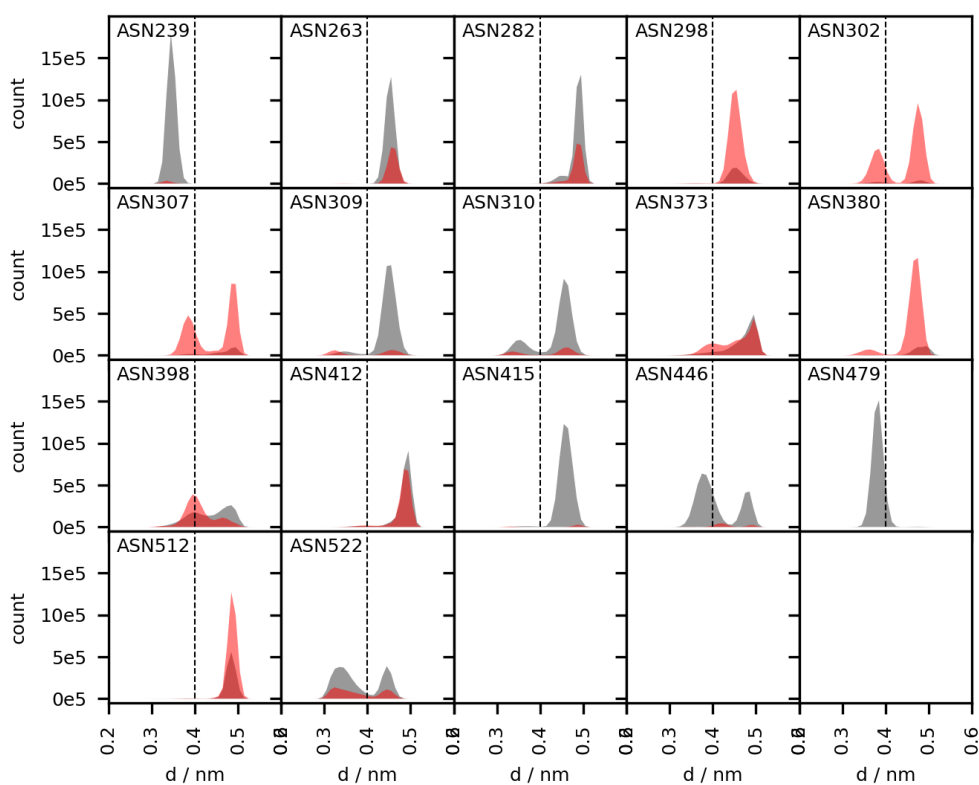 ASN239 ASN263 ASN282 ASN298 ASN302
15e5
10e5
5e5
0e5
count
ASN307 ASN309 ASN310 ASN373 ASN380
15e5
10e5
5e5
0e5
count
ASN398 ASN412 ASN415 ASN446 ASN479
15e5
10e5
5e5
0e5
count
ASN512 ASN522
15e5
10e5
5e5
0e5
count
0.2 0.3 0.4 0.5 0.3 0.4 0.5 0.3 0.4 0.5 0.3 0.4 0.5 0.3 0.4 0.5 0.6
d / nm d / nm d / nm d / nm d / nm